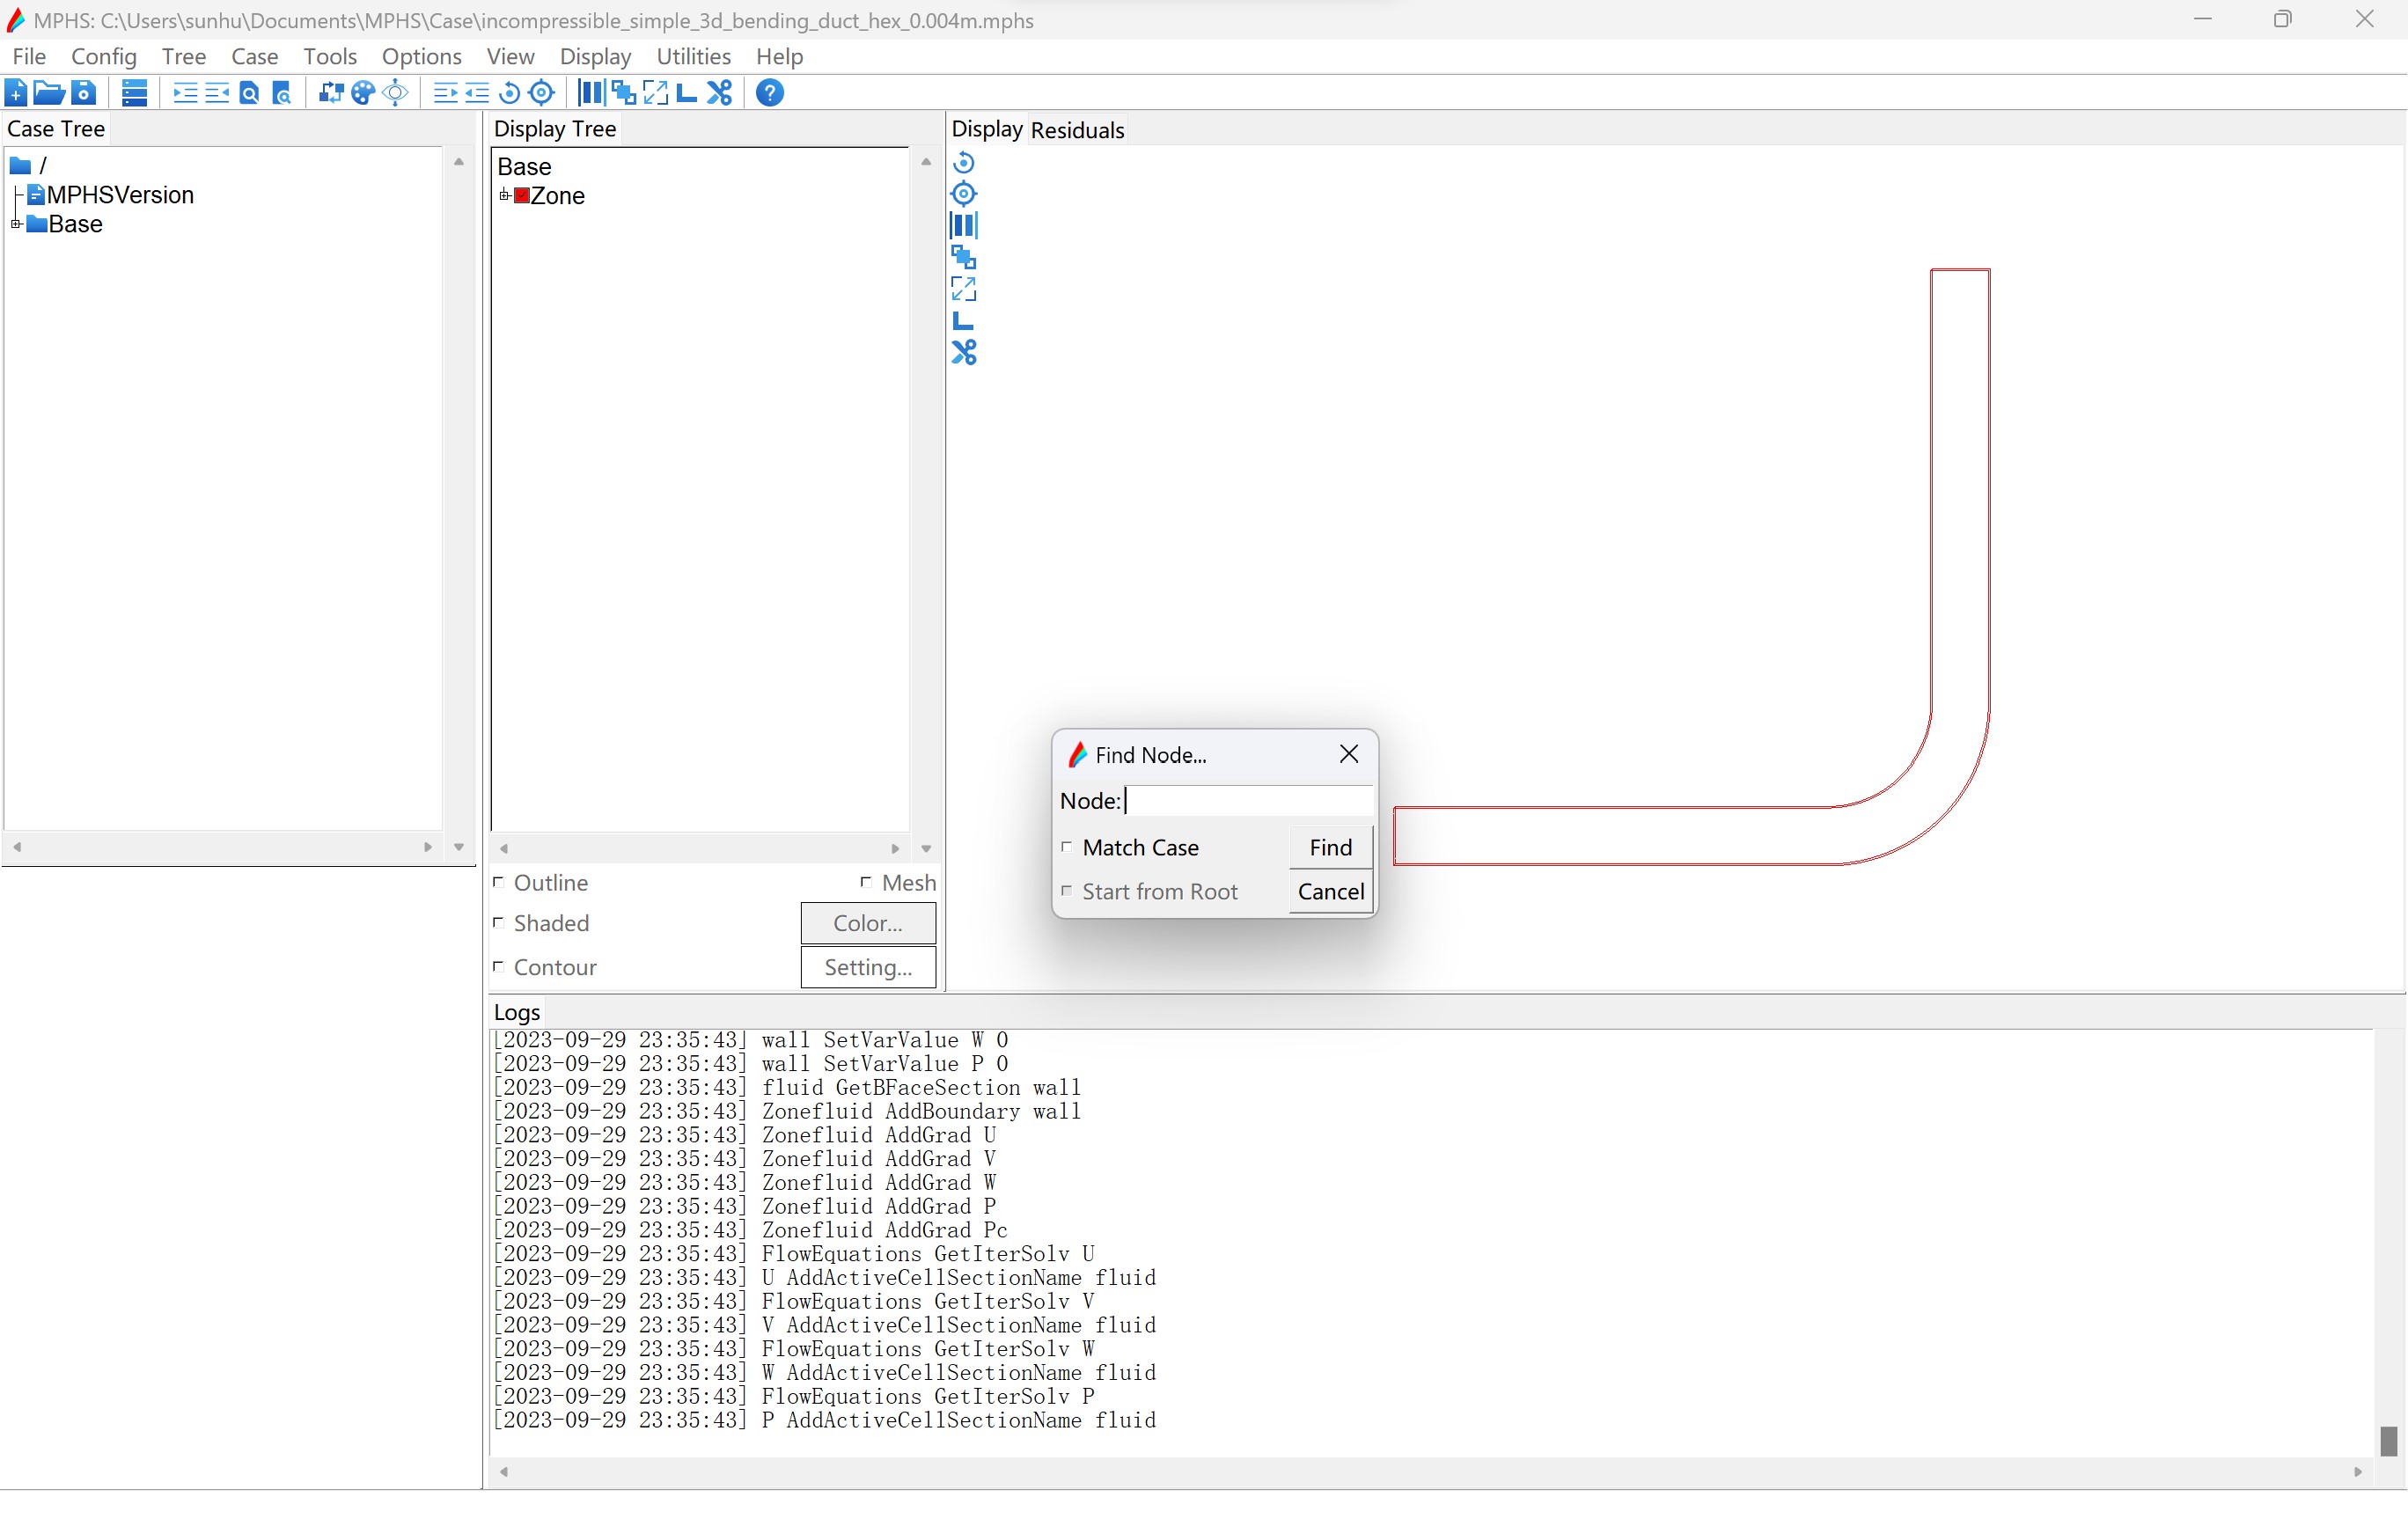 MPHS: C:\Users\sunhu\Documents\MPHS\Case\incompressible_simple_3d_bending_duct_hex_0.004m.mphs
File Config Tree Case Tools Options View Display Utilities Help
Case Tree
/
MPHSVersion
Base
Display Tree
Base
Zone
Outline Mesh
Shaded Color...
Contour Setting...
Display Residuals
Find Node...
Node:
Match Case Find
Start from Root Cancel
Logs
[2023-09-29 23:35:43] wall SetVarValue W 0
[2023-09-29 23:35:43] wall SetVarValue P 0
[2023-09-29 23:35:43] fluid GetBFaceSection wall
[2023-09-29 23:35:43] Zonefluid AddBoundary wall
[2023-09-29 23:35:43] Zonefluid AddGrad U
[2023-09-29 23:35:43] Zonefluid AddGrad V
[2023-09-29 23:35:43] Zonefluid AddGrad W
[2023-09-29 23:35:43] Zonefluid AddGrad P
[2023-09-29 23:35:43] Zonefluid AddGrad Pc
[2023-09-29 23:35:43] FlowEquations GetIterSolv U
[2023-09-29 23:35:43] U AddActiveCellSectionName fluid
[2023-09-29 23:35:43] FlowEquations GetIterSolv V
[2023-09-29 23:35:43] V AddActiveCellSectionName fluid
[2023-09-29 23:35:43] FlowEquations GetIterSolv W
[2023-09-29 23:35:43] W AddActiveCellSectionName fluid
[2023-09-29 23:35:43] FlowEquations GetIterSolv P
[2023-09-29 23:35:43] P AddActiveCellSectionName fluid